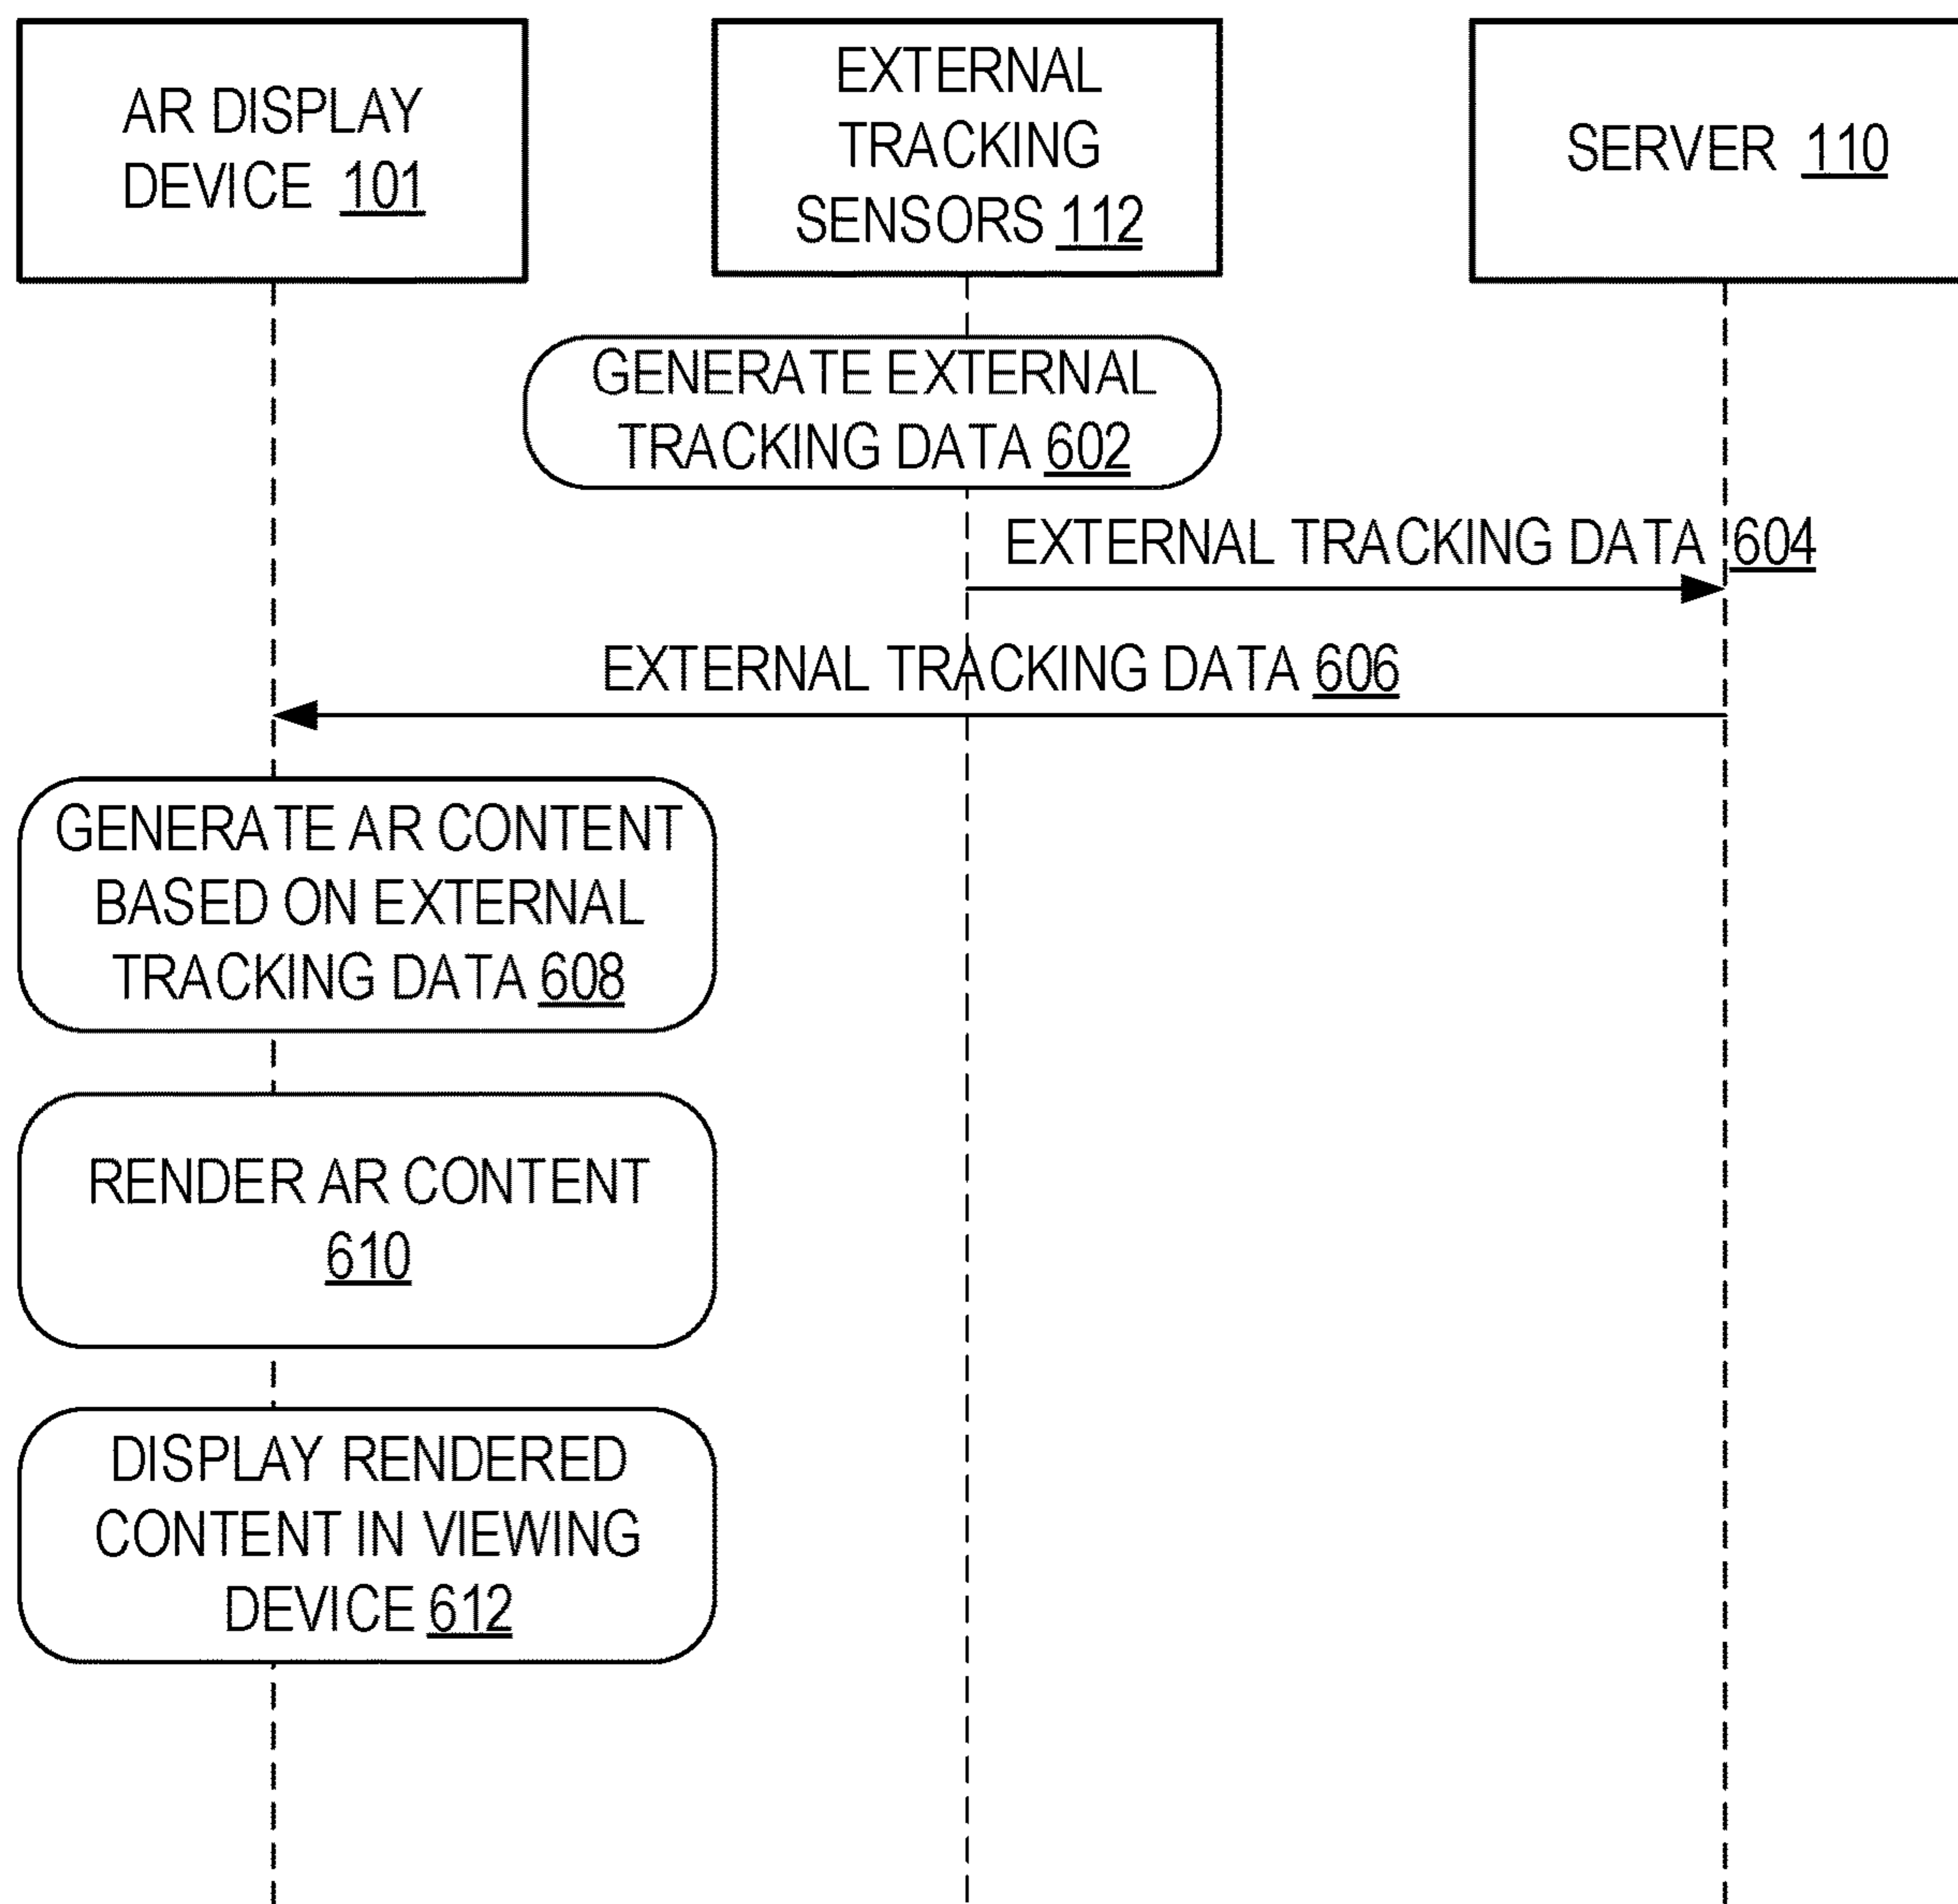 AR DISPLAY
DEVICE 101
EXTERNAL
TRACKING
SENSORS 112
SERVER 110
GENERATE EXTERNAL
TRACKING DATA 602
EXTERNAL TRACKING DATA 604
EXTERNAL TRACKING DATA 606
GENERATE AR CONTENT
BASED ON EXTERNAL
TRACKING DATA 608
RENDER AR CONTENT
610
DISPLAY RENDERED
CONTENT IN VIEWING
DEVICE 612